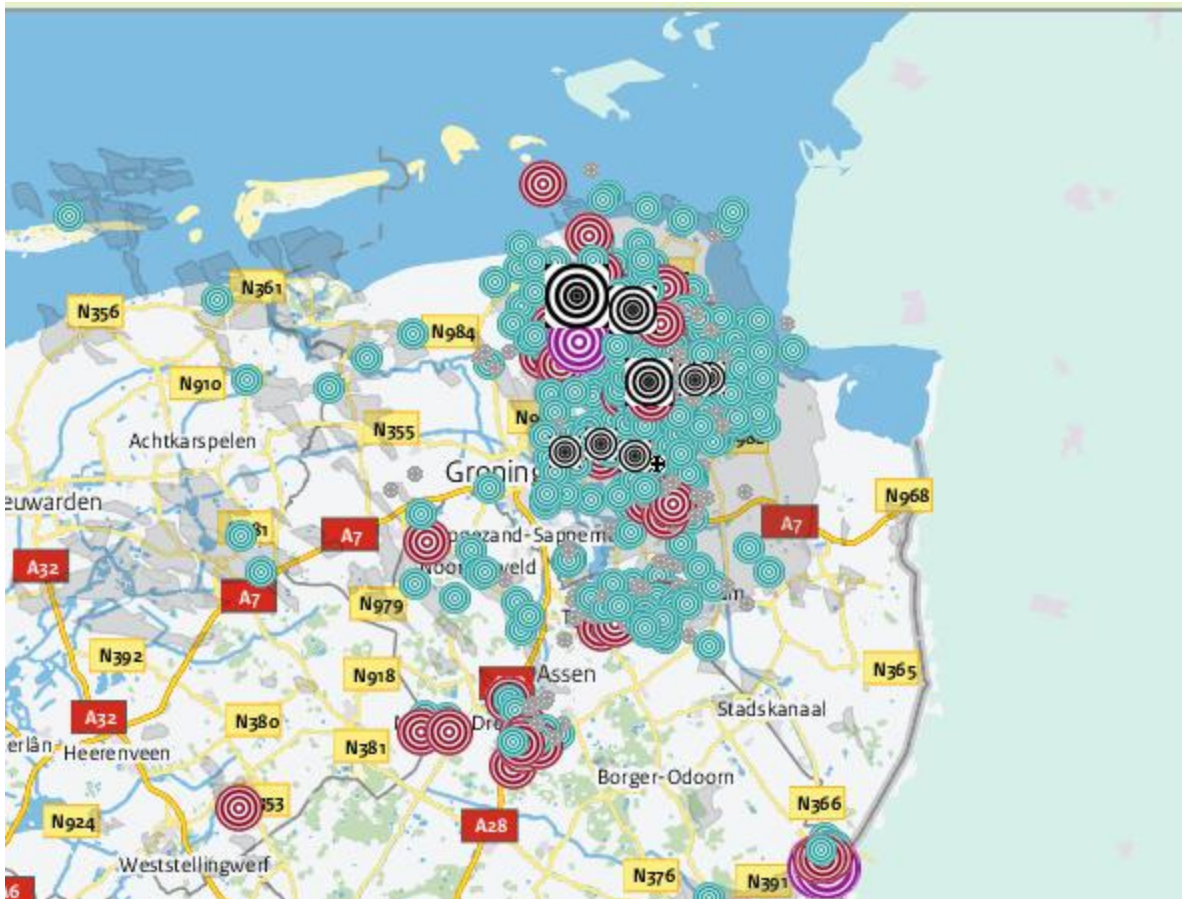 N361
N356
N984
N910
N355
Achtkarspelen
Groning
euwarden
N968
A7
A7
A32
A7
N979
N392
N918
Assen
N365
A32
N380
Stadskanaal
N381
Heerenveen
Borger-Odoorn
N366
N924
A28
Weststellingwerf
N376
N391